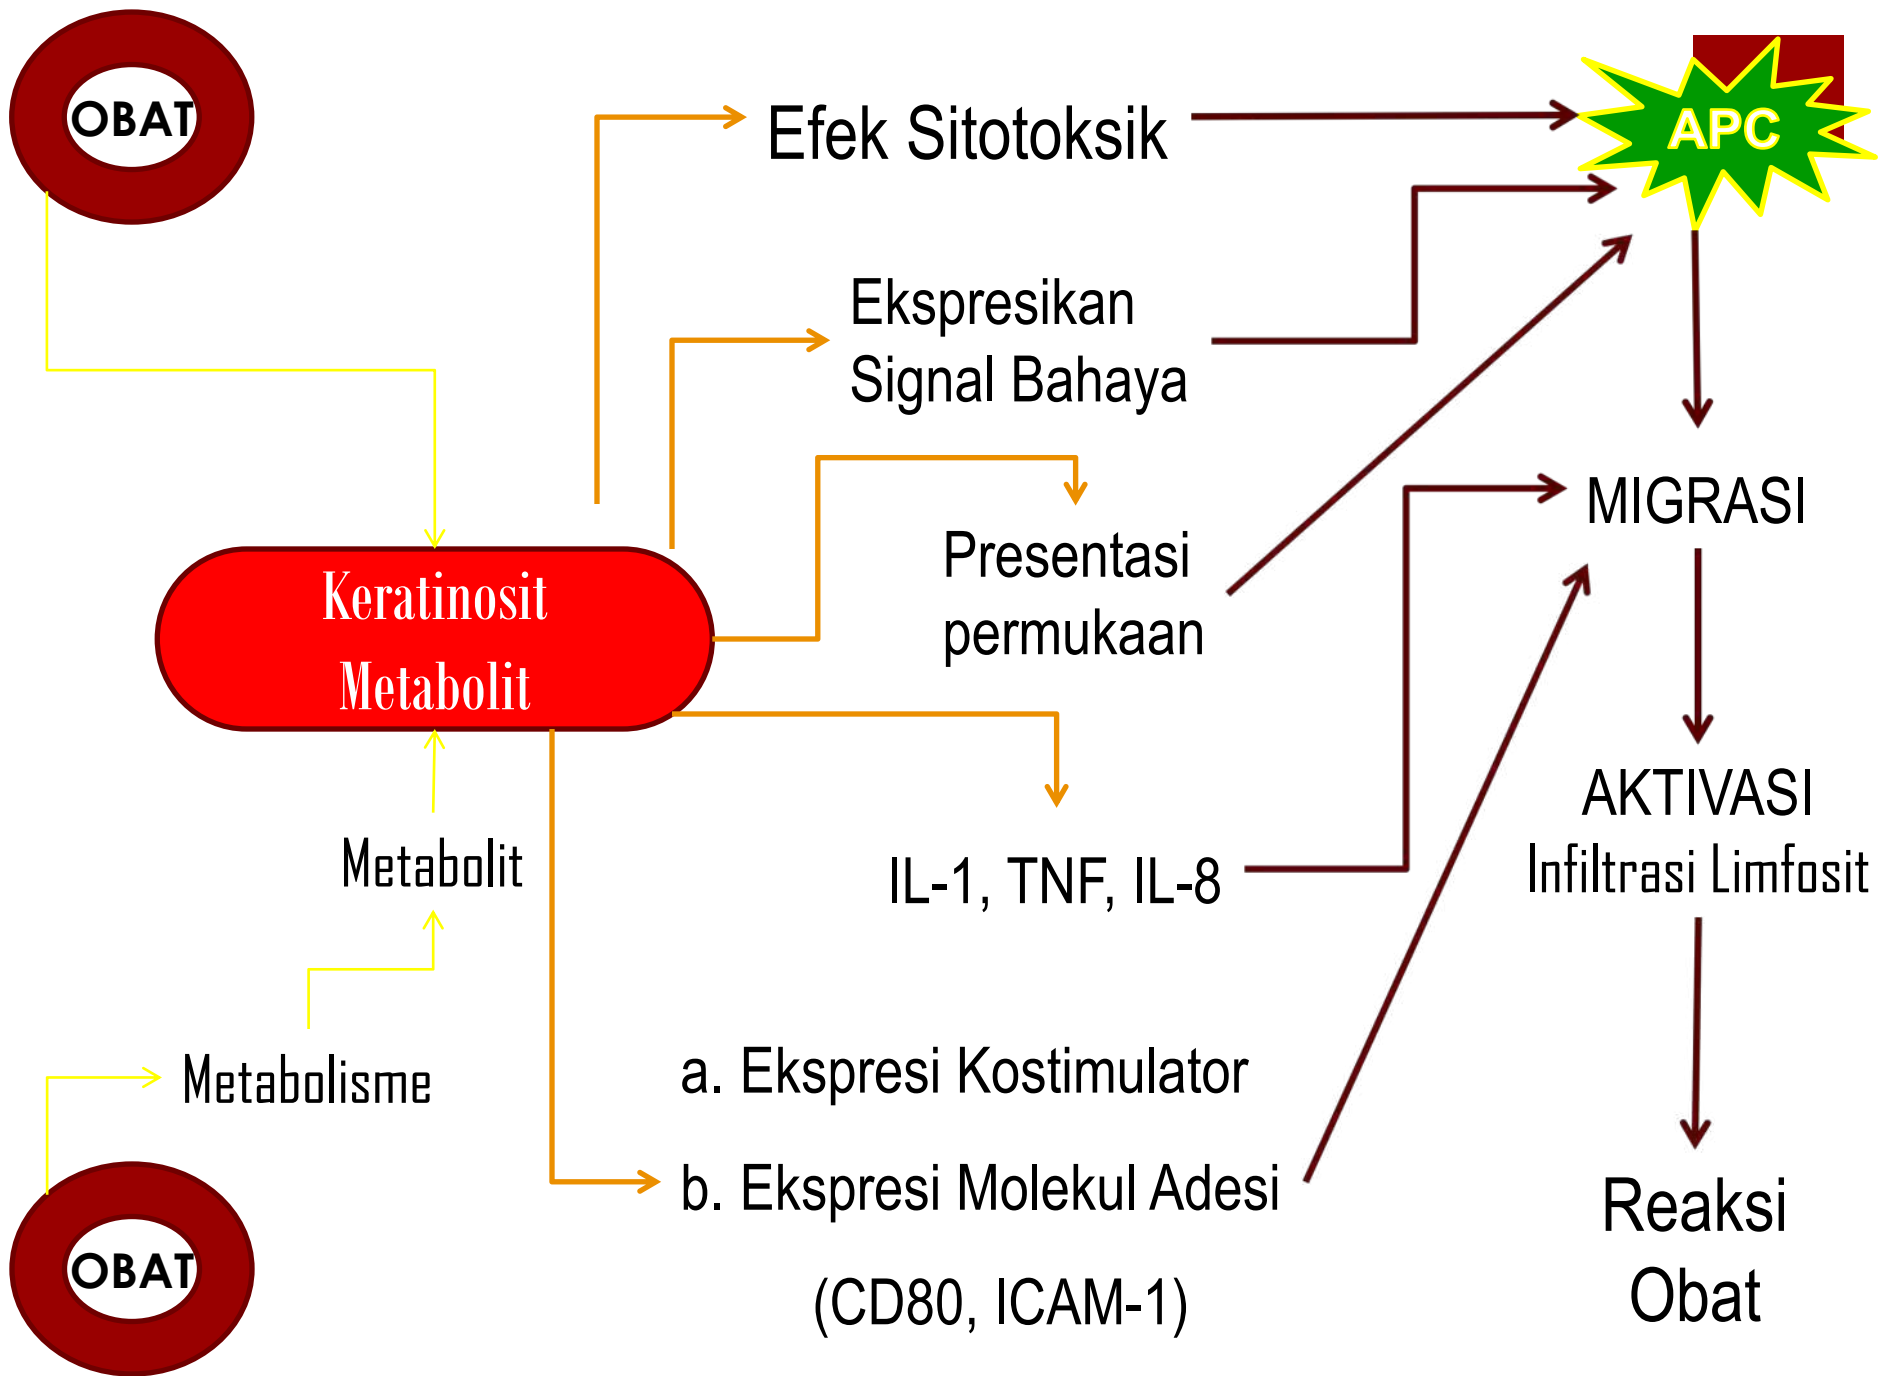 OBAT
Efek Sitotoksik
APC
Ekspresikan
Signal Bahaya
MIGRASI
Presentasi
permukaan
Keratinosit
Metabolit
AKTIVASI
Infiltrasi Limfosit
Metabolit
IL-1, TNF, IL-8
Metabolisme
a. Ekspresi Kostimulator
b. Ekspresi Molekul Adesi
(CD80, ICAM-1)
Reaksi
Obat
OBAT